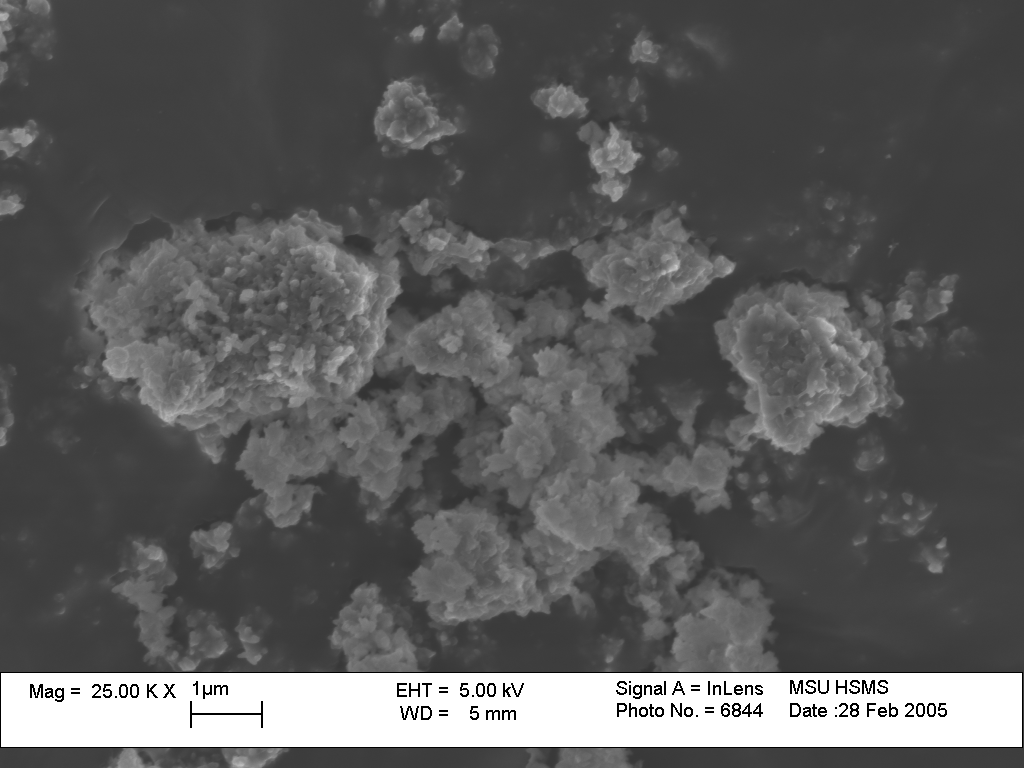 Mag = 25.00 K X 1µm
EHT = 5.00 kV
WD = 5 mm
Signal A = InLens
Photo No. = 6844
MSU HSMS
Date :28 Feb 2005